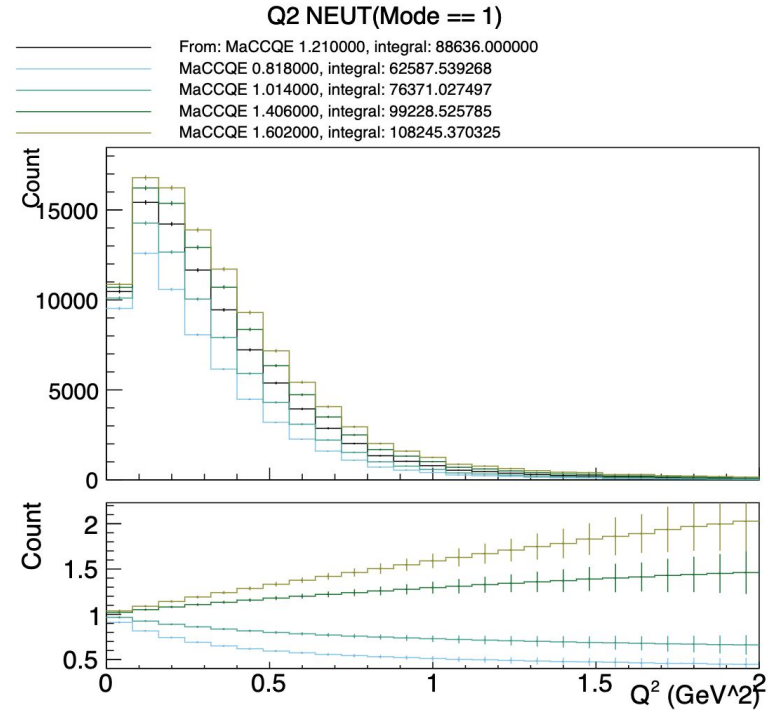 Q2 NEUT(Mode == 1)
From: MaCCQE 1.210000, integral: 88636.000000
MaCCQE 0.818000, integral: 62587.539268
MaCCQE 1.014000, integral: 76371.027497
MaCCQE 1.406000, integral: 99228.525785
MaCCQE 1.602000, integral: 108245.370325
Count
15000
10000
5000
0
Count
2
1.5
1
0.5
0 0.5 1 1.5 2
Q² (GeV^2)